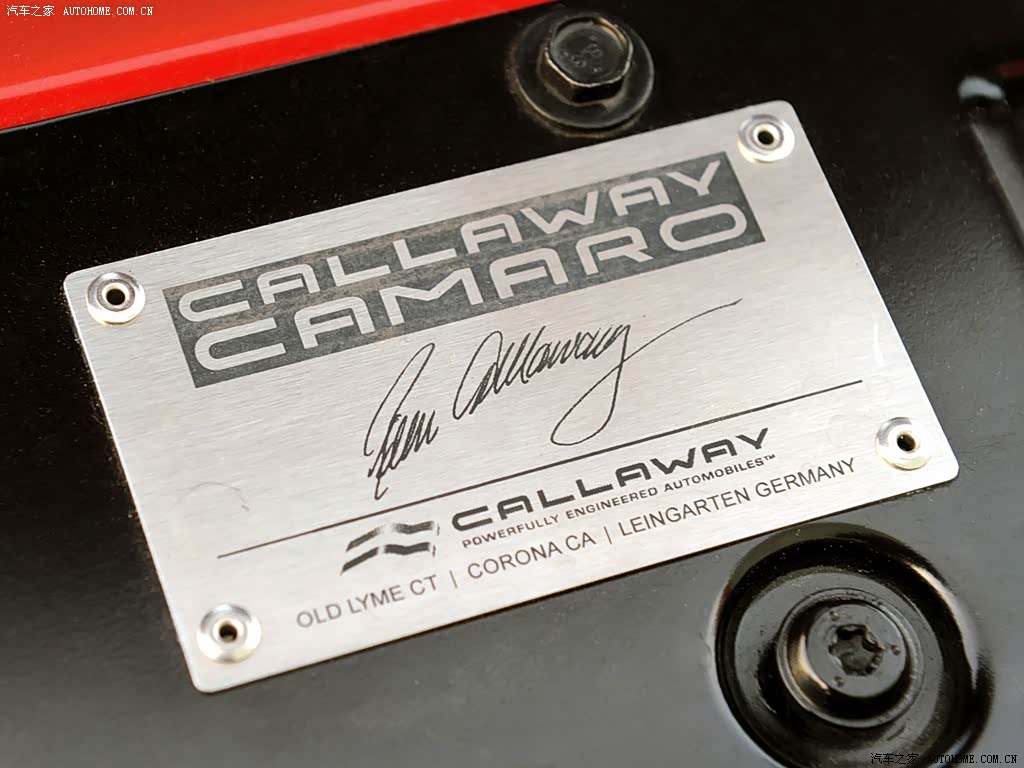 汽车之家 AUTOHOME.COM.CN
CALLAWAY
CAMARO
Callaway
CALLAWAY
POWERFULLY ENGINEERED AUTOMOBILES™
OLD LYME CT | CORONA CA | LEINGARTEN GERMANY
汽车之家 AUTOHOME.COM.CN